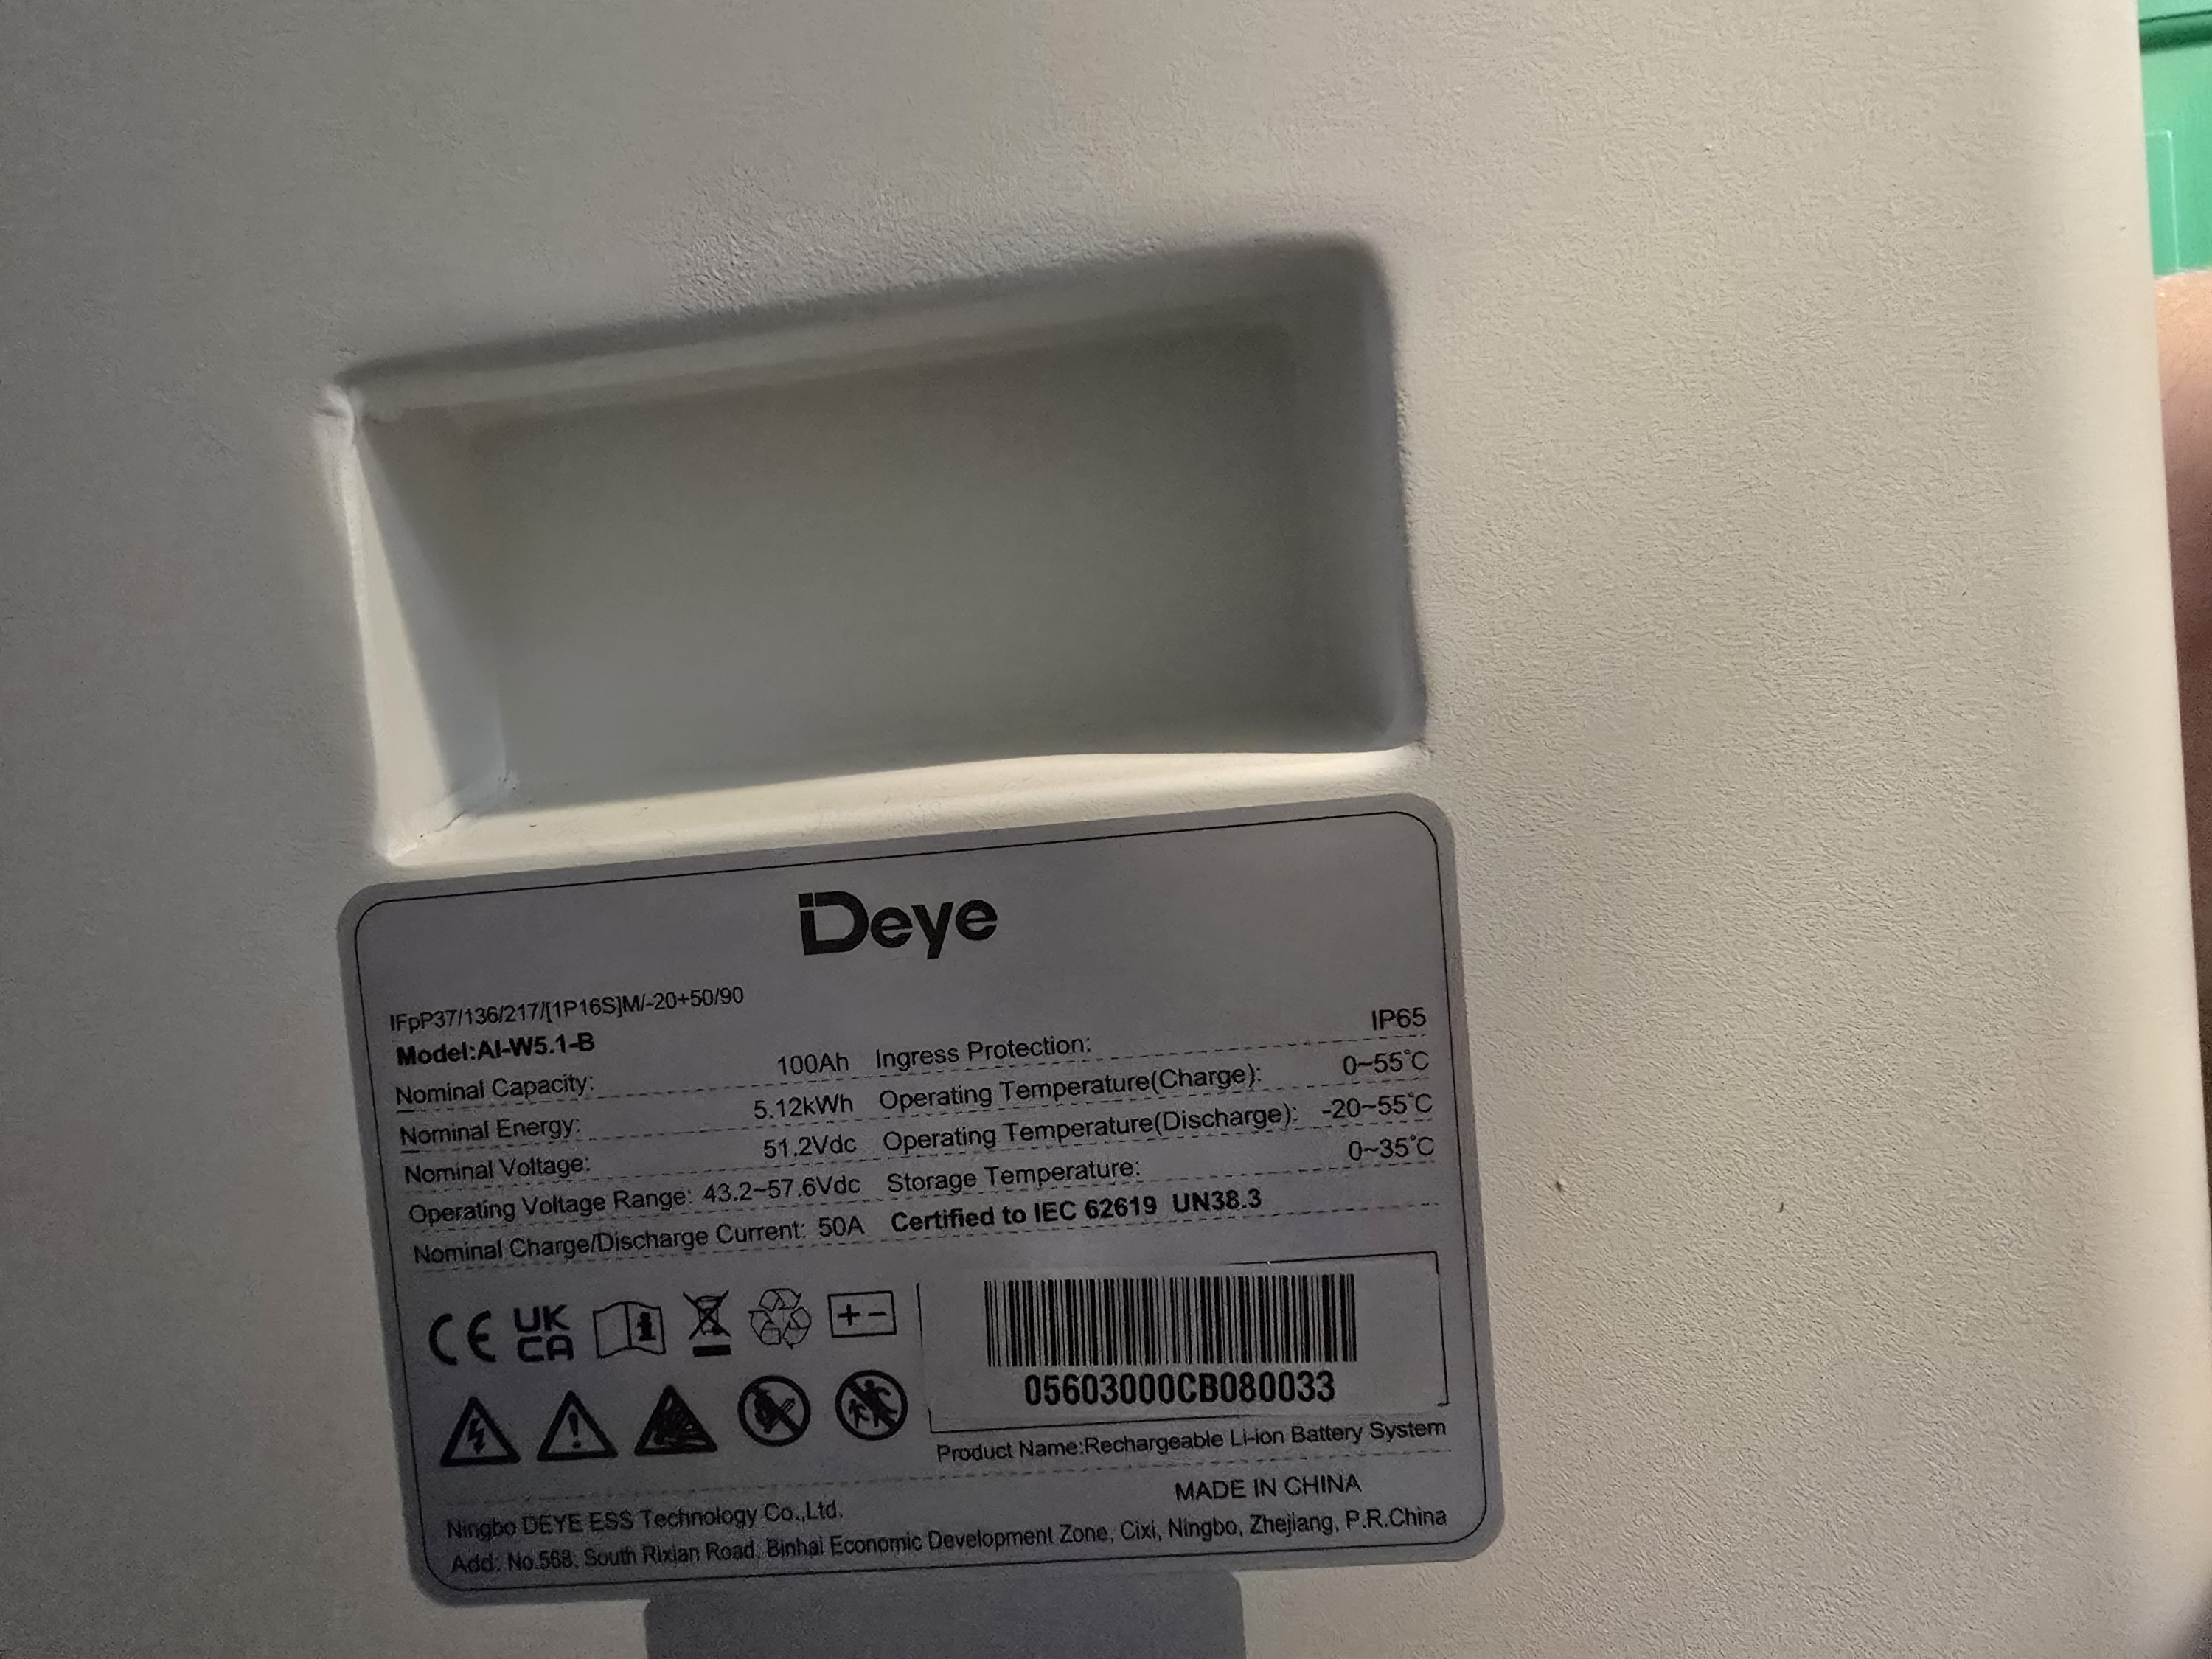 Deye
IFpP37/136/217/[1P16S]M/-20+50/90
Model:AI-W5.1-B
Nominal Capacity: 100Ah
Nominal Energy: 5.12kWh
Nominal Voltage: 51.2Vdc
Operating Voltage Range: 43.2~57.6Vdc
Nominal Charge/Discharge Current: 50A
Ingress Protection: IP65
Operating Temperature(Charge): 0~55°C
Operating Temperature(Discharge): -20~55°C
Storage Temperature: 0~35°C
Certified to IEC 62619 UN38.3
CE UK CA
05603000CB080033
Product Name:Rechargeable Li-ion Battery System
MADE IN CHINA
Ningbo DEYE ESS Technology Co.,Ltd.
Add: No.568, South Rixian Road, Binhai Economic Development Zone, Cixi, Ningbo, Zhejiang, P.R.China